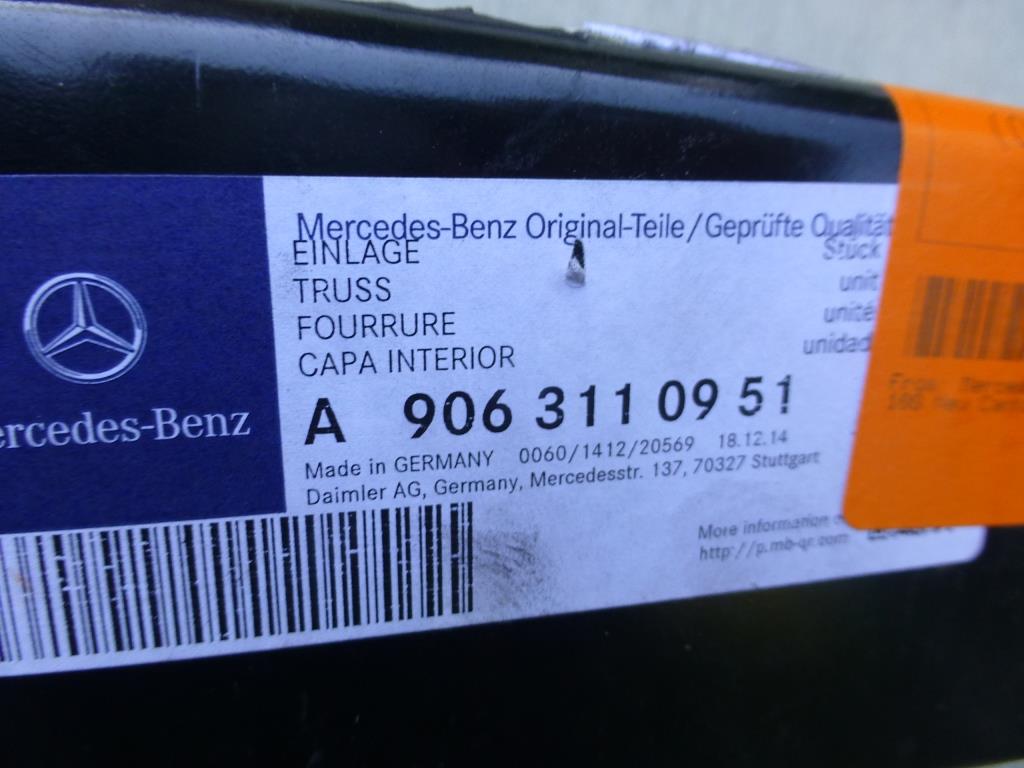 Mercedes-Benz Original-Teile/Geprüfte Qualität
EINLAGE Stück
TRUSS unit
FOURRURE unité
CAPA INTERIOR unidad
A 906 311 09 51
Made in GERMANY 0060/1412/20569 18.12.14
Daimler AG, Germany, Mercedesstr. 137, 70327 Stuttgart
More information
http://p.mb-qr.com
ercedes-Benz